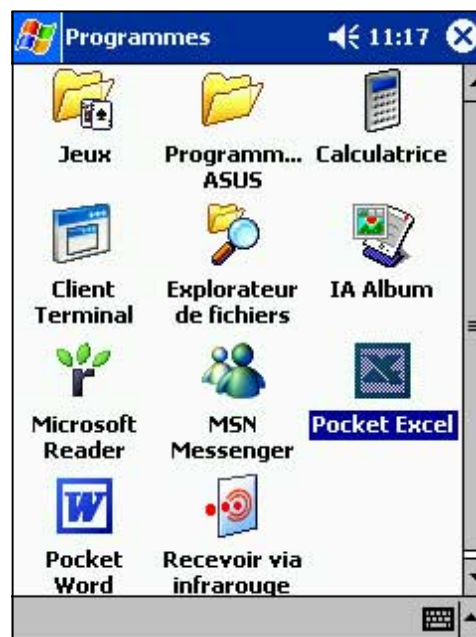 Programmes 11:17
Jeux
Programm...
ASUS
Calculatrice
Client
Terminal
Explorateur
de fichiers
IA Album
Microsoft
Reader
MSN
Messenger
Pocket Excel
Pocket
Word
Recevoir via
infrarouge